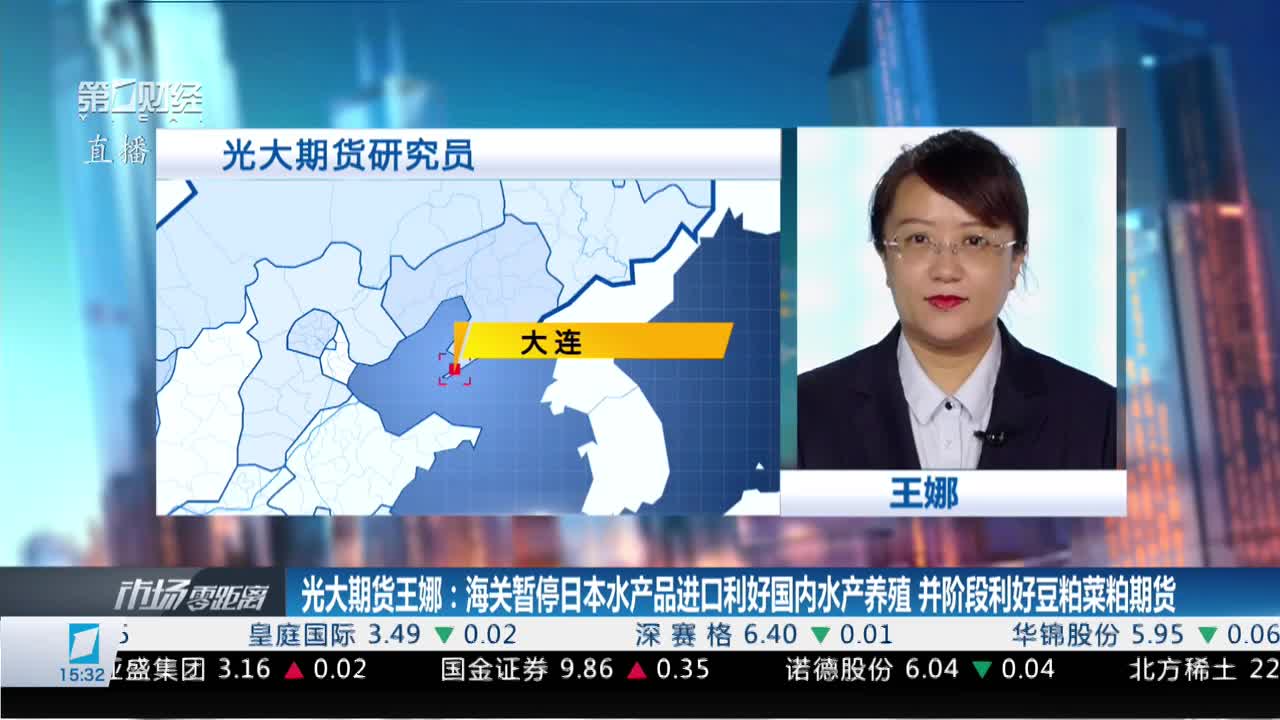 第1财经
YICAI
直播
光大期货研究员
大连
王娜
市场零距离
光大期货王娜：海关暂停日本水产品进口利好国内水产养殖 并阶段利好豆粕菜粕期货
5 皇庭国际 3.49 ▼ 0.02 深赛格 6.40 ▼ 0.01 华锦股份 5.95 ▼ 0.06
15:32
亚盛集团 3.16 ▲ 0.02 国金证券 9.86 ▲ 0.35 诺德股份 6.04 ▼ 0.04 北方稀土 22